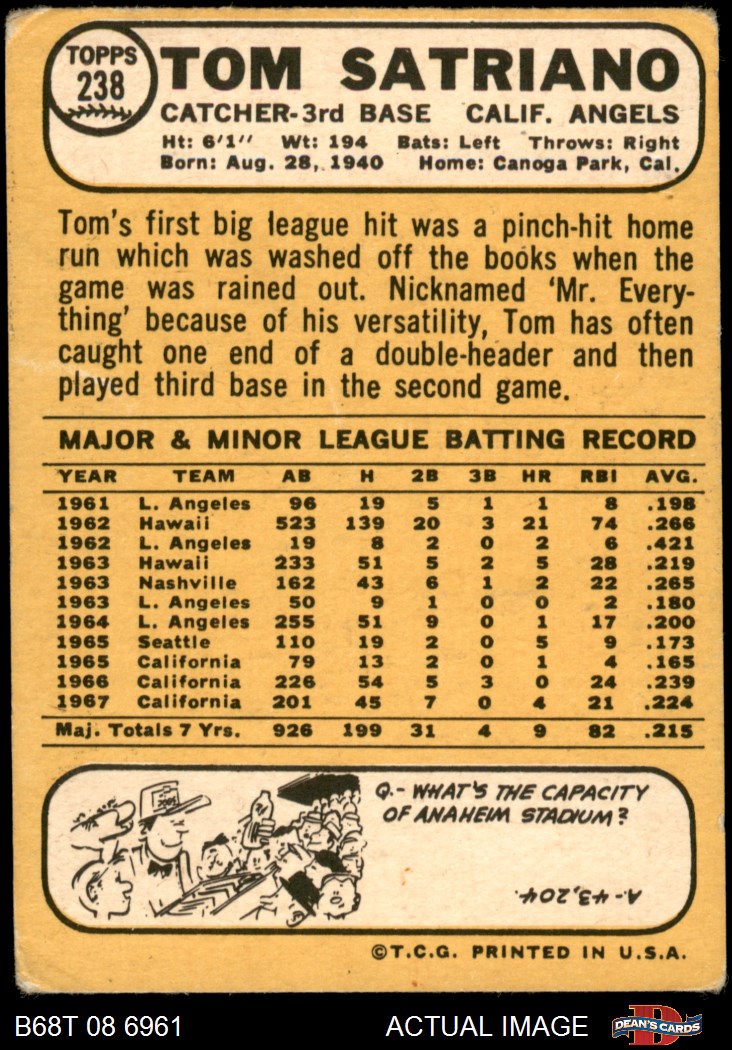 TOPPS
238
TOM SATRIANO
CATCHER-3rd BASE CALIF. ANGELS
Ht: 6'1" Wt: 194 Bats: Left Throws: Right
Born: Aug. 28, 1940 Home: Canoga Park, Cal.
Tom's first big league hit was a pinch-hit home
run which was washed off the books when the
game was rained out. Nicknamed 'Mr. Every-
thing' because of his versatility, Tom has often
caught one end of a double-header and then
played third base in the second game.
MAJOR & MINOR LEAGUE BATTING RECORD
YEAR TEAM AB H 2B 3B HR RBI AVG.
1961 L. Angeles 96 19 5 1 1 8 .198
1962 Hawaii 523 139 20 3 21 74 .266
1962 L. Angeles 19 8 2 0 2 6 .421
1963 Hawaii 233 51 5 2 5 28 .219
1963 Nashville 162 43 6 1 2 22 .265
1963 L. Angeles 50 9 1 0 0 2 .180
1964 L. Angeles 255 51 9 0 1 17 .200
1965 Seattle 110 19 2 0 5 9 .173
1965 California 79 13 2 0 1 4 .165
1966 California 226 54 5 3 0 24 .239
1967 California 201 45 7 0 4 21 .224
Maj. Totals 7 Yrs. 926 199 31 4 9 82 .215
Q.- WHAT'S THE CAPACITY
OF ANAHEIM STADIUM?
A-43,204.
©T.C.G. PRINTED IN U.S.A.
B68T 08 6961 ACTUAL IMAGE DEAN'S CARDS